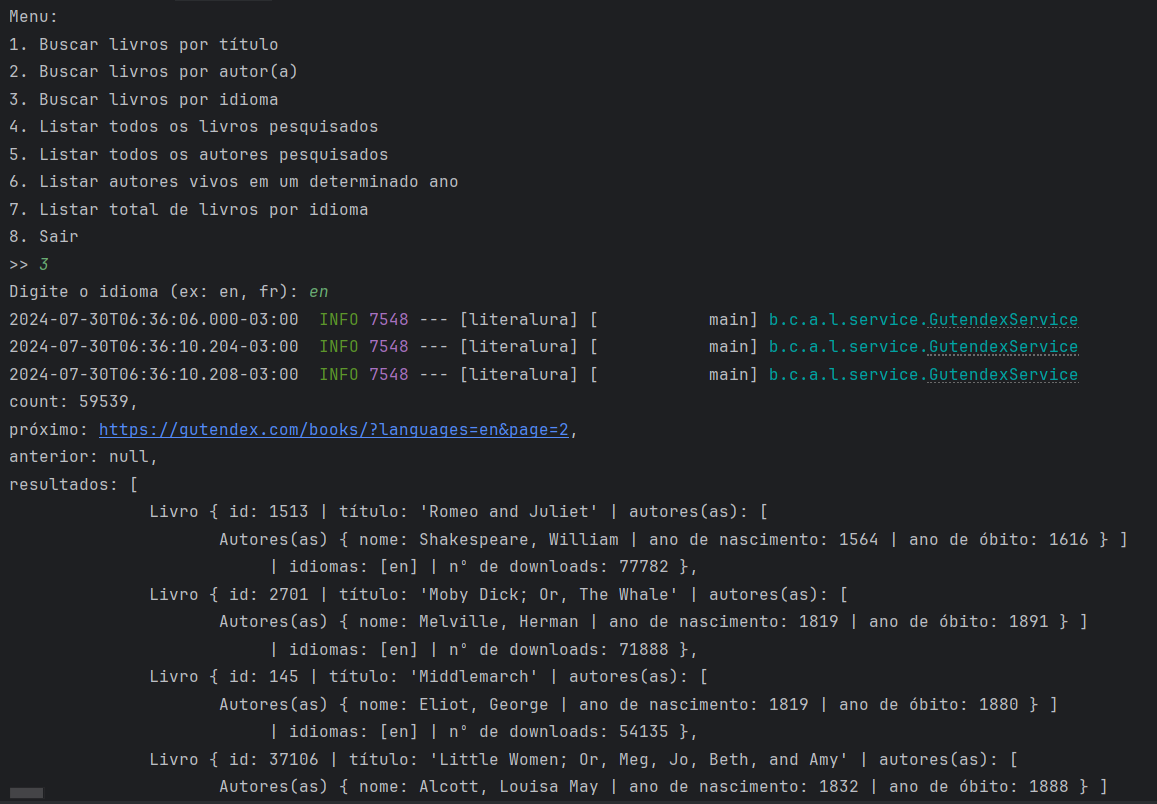 Menu:
1. Buscar livros por título
2. Buscar livros por autor(a)
3. Buscar livros por idioma
4. Listar todos os livros pesquisados
5. Listar todos os autores pesquisados
6. Listar autores vivos em um determinado ano
7. Listar total de livros por idioma
8. Sair
>> 3
Digite o idioma (ex: en, fr): en
2024-07-30T06:36:06.000-03:00  INFO 7548 --- [literalura] [           main] b.c.a.l.service.GutendexService
2024-07-30T06:36:10.204-03:00  INFO 7548 --- [literalura] [           main] b.c.a.l.service.GutendexService
2024-07-30T06:36:10.208-03:00  INFO 7548 --- [literalura] [           main] b.c.a.l.service.GutendexService
count: 59539,
próximo: https://gutendex.com/books/?languages=en&page=2,
anterior: null,
resultados: [
Livro { id: 1513 | título: 'Romeo and Juliet' | autores(as): [
Autores(as) { nome: Shakespeare, William | ano de nascimento: 1564 | ano de óbito: 1616 } ]
| idiomas: [en] | n° de downloads: 77782 },
Livro { id: 2701 | título: 'Moby Dick; Or, The Whale' | autores(as): [
Autores(as) { nome: Melville, Herman | ano de nascimento: 1819 | ano de óbito: 1891 } ]
| idiomas: [en] | n° de downloads: 71888 },
Livro { id: 145 | título: 'Middlemarch' | autores(as): [
Autores(as) { nome: Eliot, George | ano de nascimento: 1819 | ano de óbito: 1880 } ]
| idiomas: [en] | n° de downloads: 54135 },
Livro { id: 37106 | título: 'Little Women; Or, Meg, Jo, Beth, and Amy' | autores(as): [
Autores(as) { nome: Alcott, Louisa May | ano de nascimento: 1832 | ano de óbito: 1888 } ]